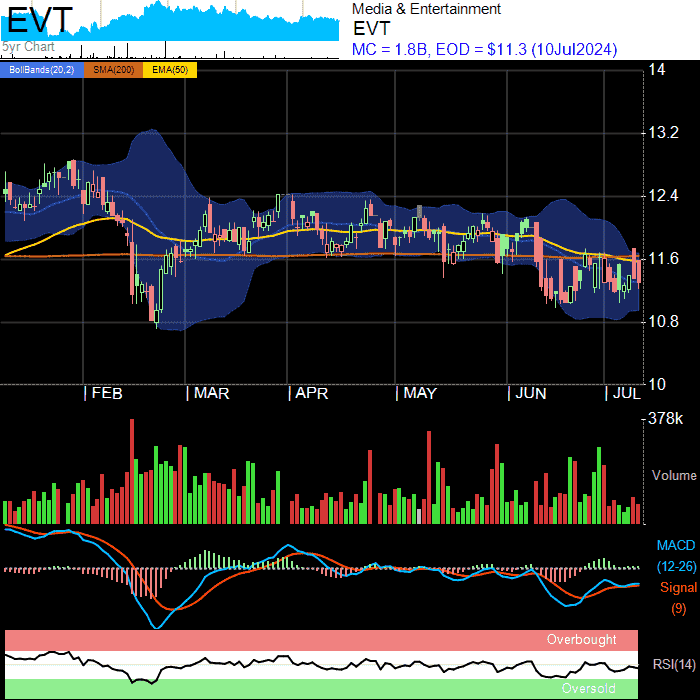 EVT
5yr Chart
Media & Entertainment
EVT
MC = 1.8B, EOD = $11.3 (10Jul2024)
BollBands(20,2) SMA(200) EMA(50)
14
13.2
12.4
11.6
10.8
10
FEB MAR APR MAY JUN JUL
378k
Volume
MACD
(12-26)
Signal
(9)
Overbought
RSI(14)
Oversold